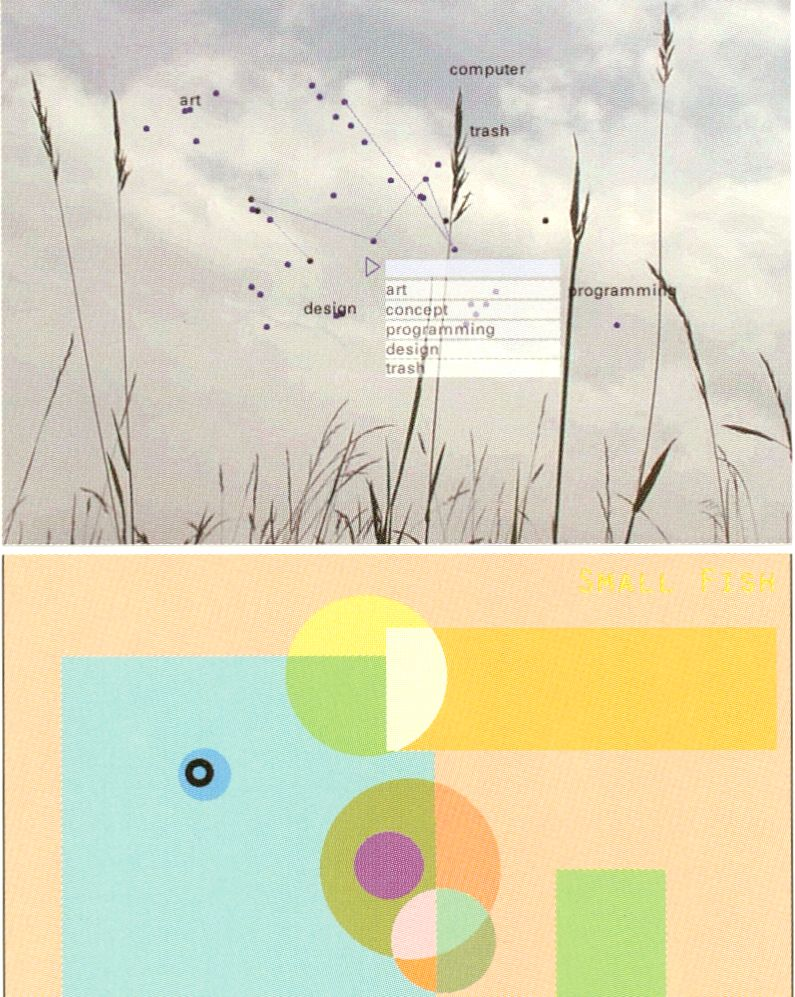 computer
art
trash
art
programming
design
concept
programming
design
trash
SMALL FISH